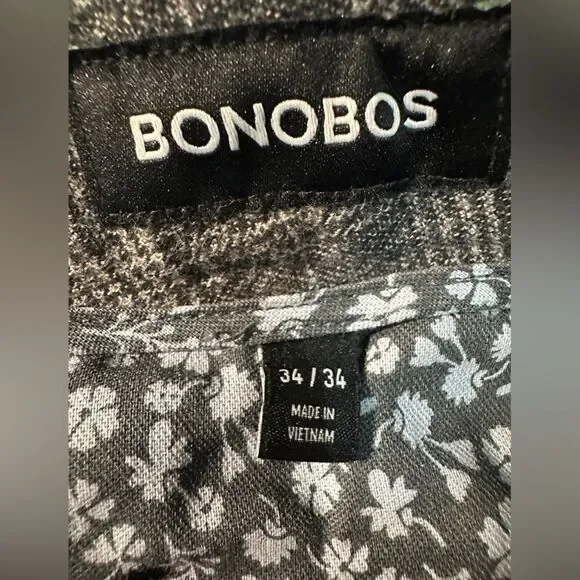 BONOBOS
34 / 34
MADE IN
VIETNAM